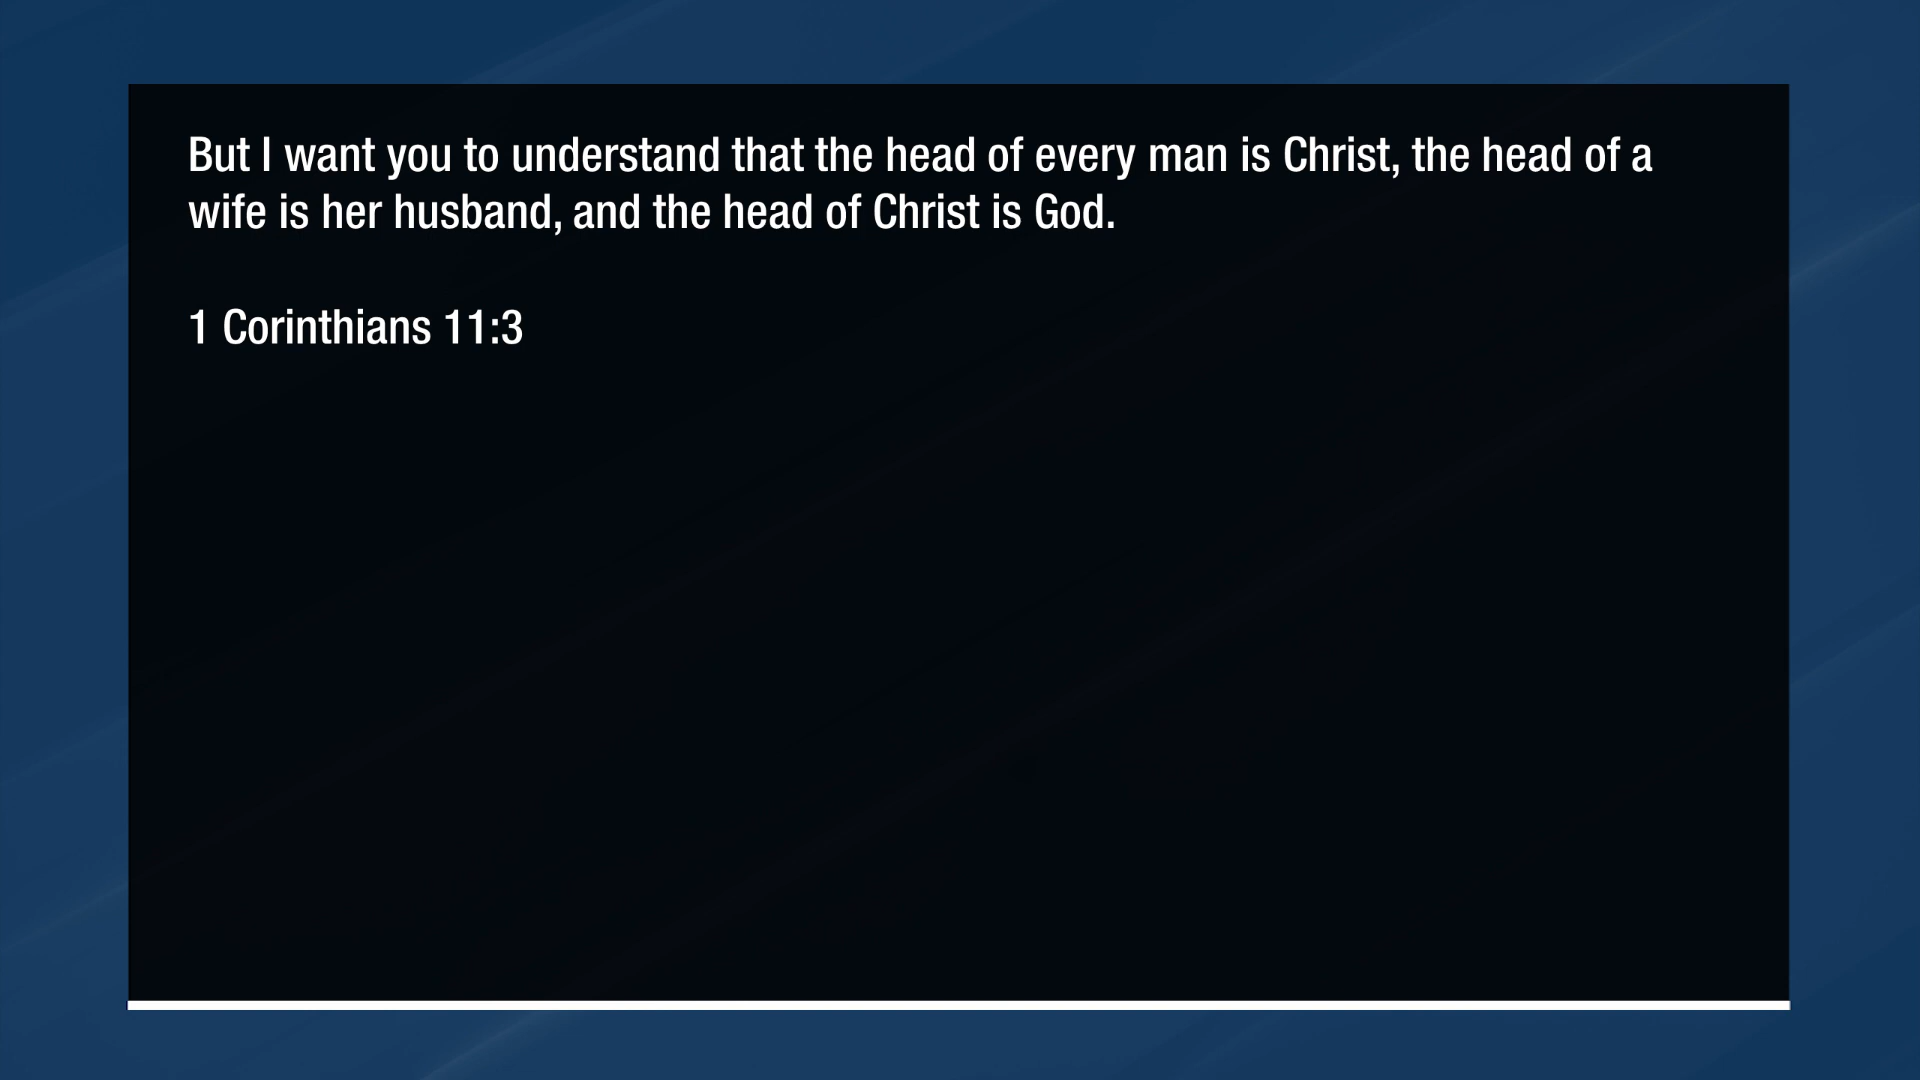 But I want you to understand that the head of every man is Christ, the head of a
wife is her husband, and the head of Christ is God.
1 Corinthians 11:3